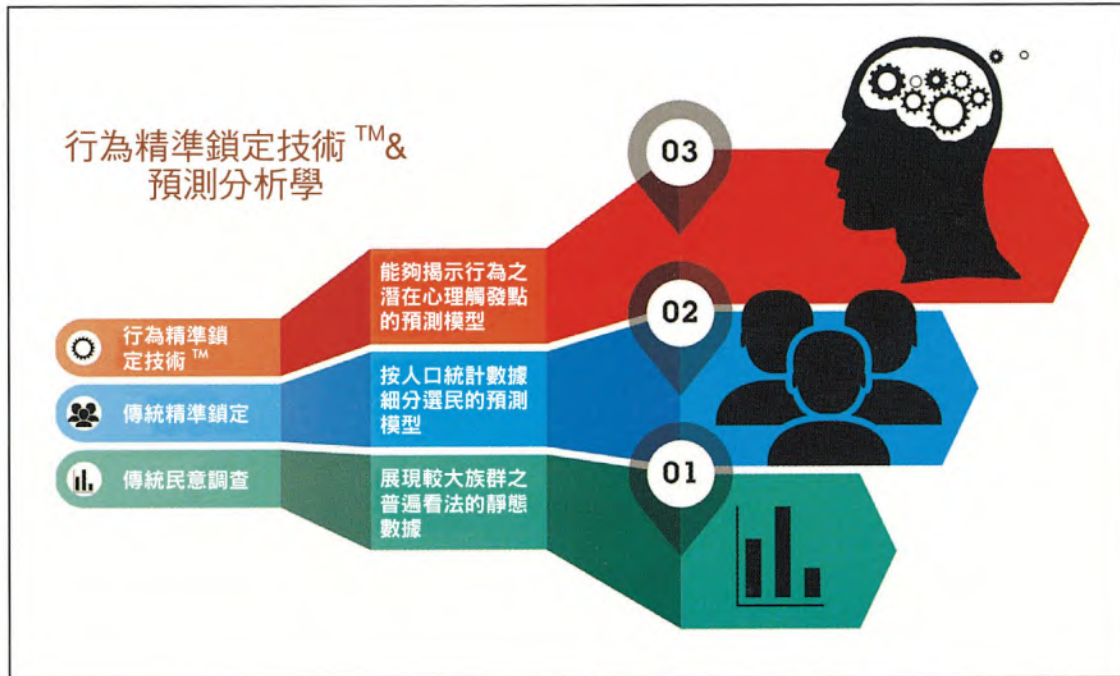 行為精準鎖定技術 ™&
預測分析學
03
能夠揭示行為之
潛在心理觸發點
的預測模型
行為精準鎖
定技術 ™
02
按人口統計數據
細分選民的預測
模型
傳統精準鎖定
01
展現較大族群之
普遍看法的靜態
數據
傳統民意調查